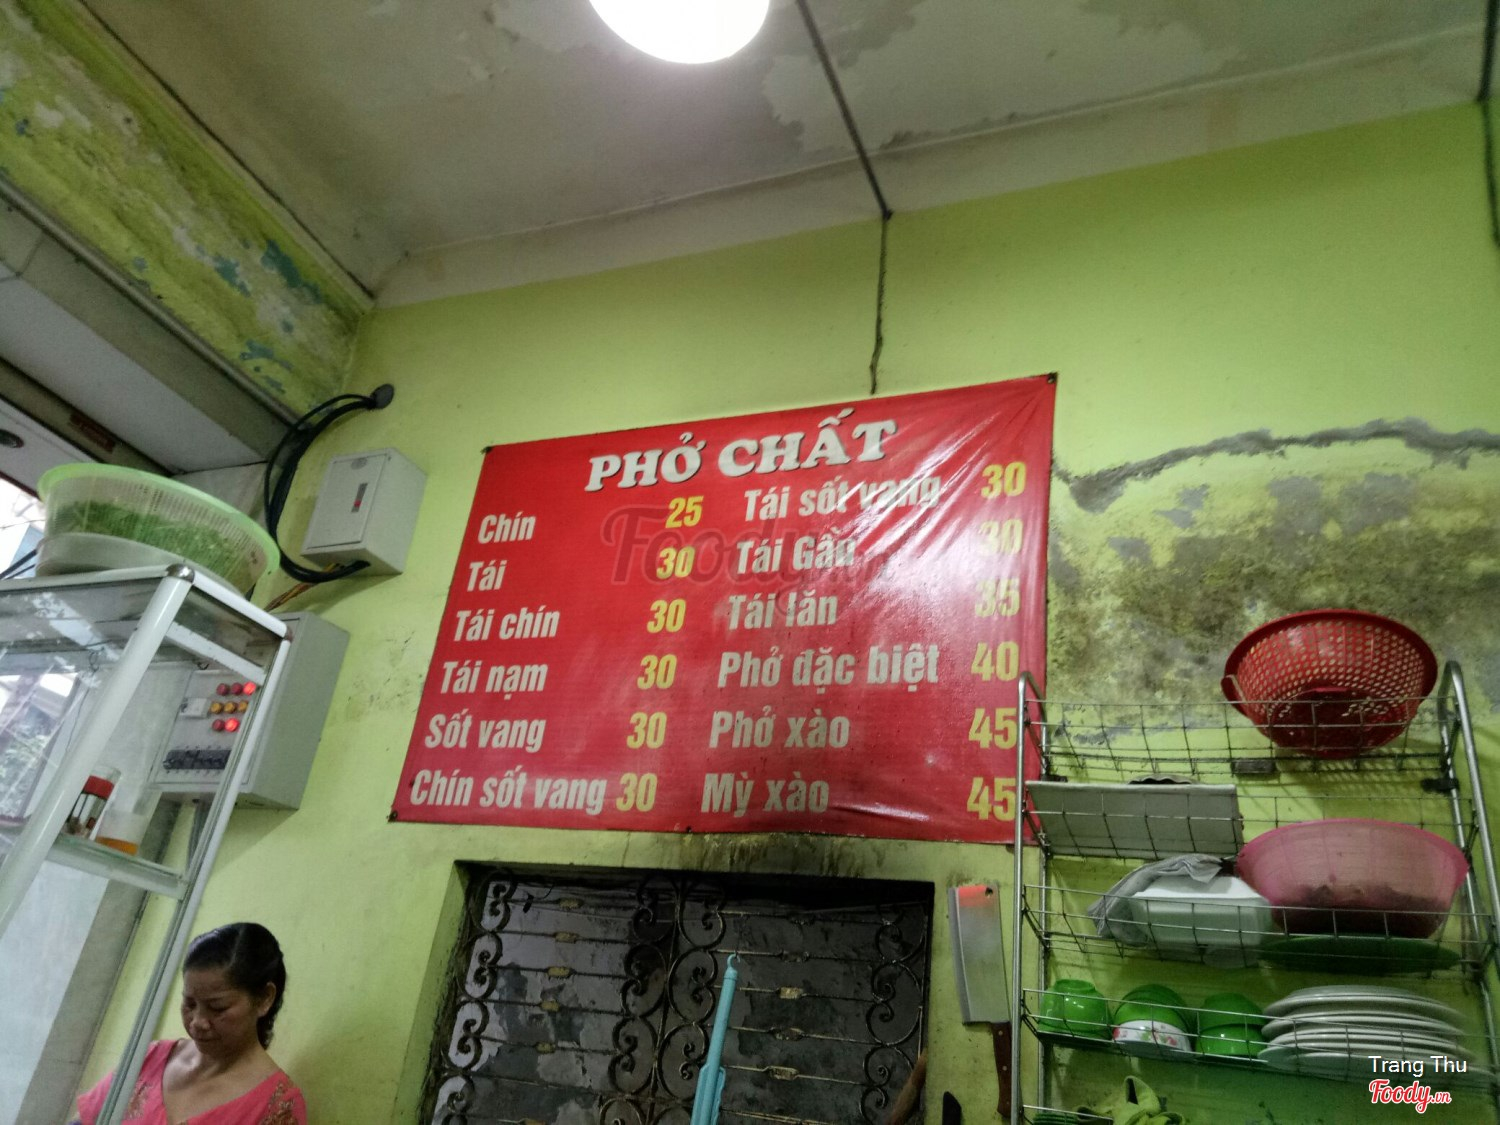 PHỞ CHẤT
Chín 25
Tái 30
Tái chín 30
Tái nạm 30
Sốt vang 30
Chín sốt vang 30
Tái sốt vang 30
Tái Gầu 30
Tái lăn 35
Phở đặc biệt 40
Phở xào 45
Mỳ xào 45
Foody.vn
Trang Thu
Foody.vn